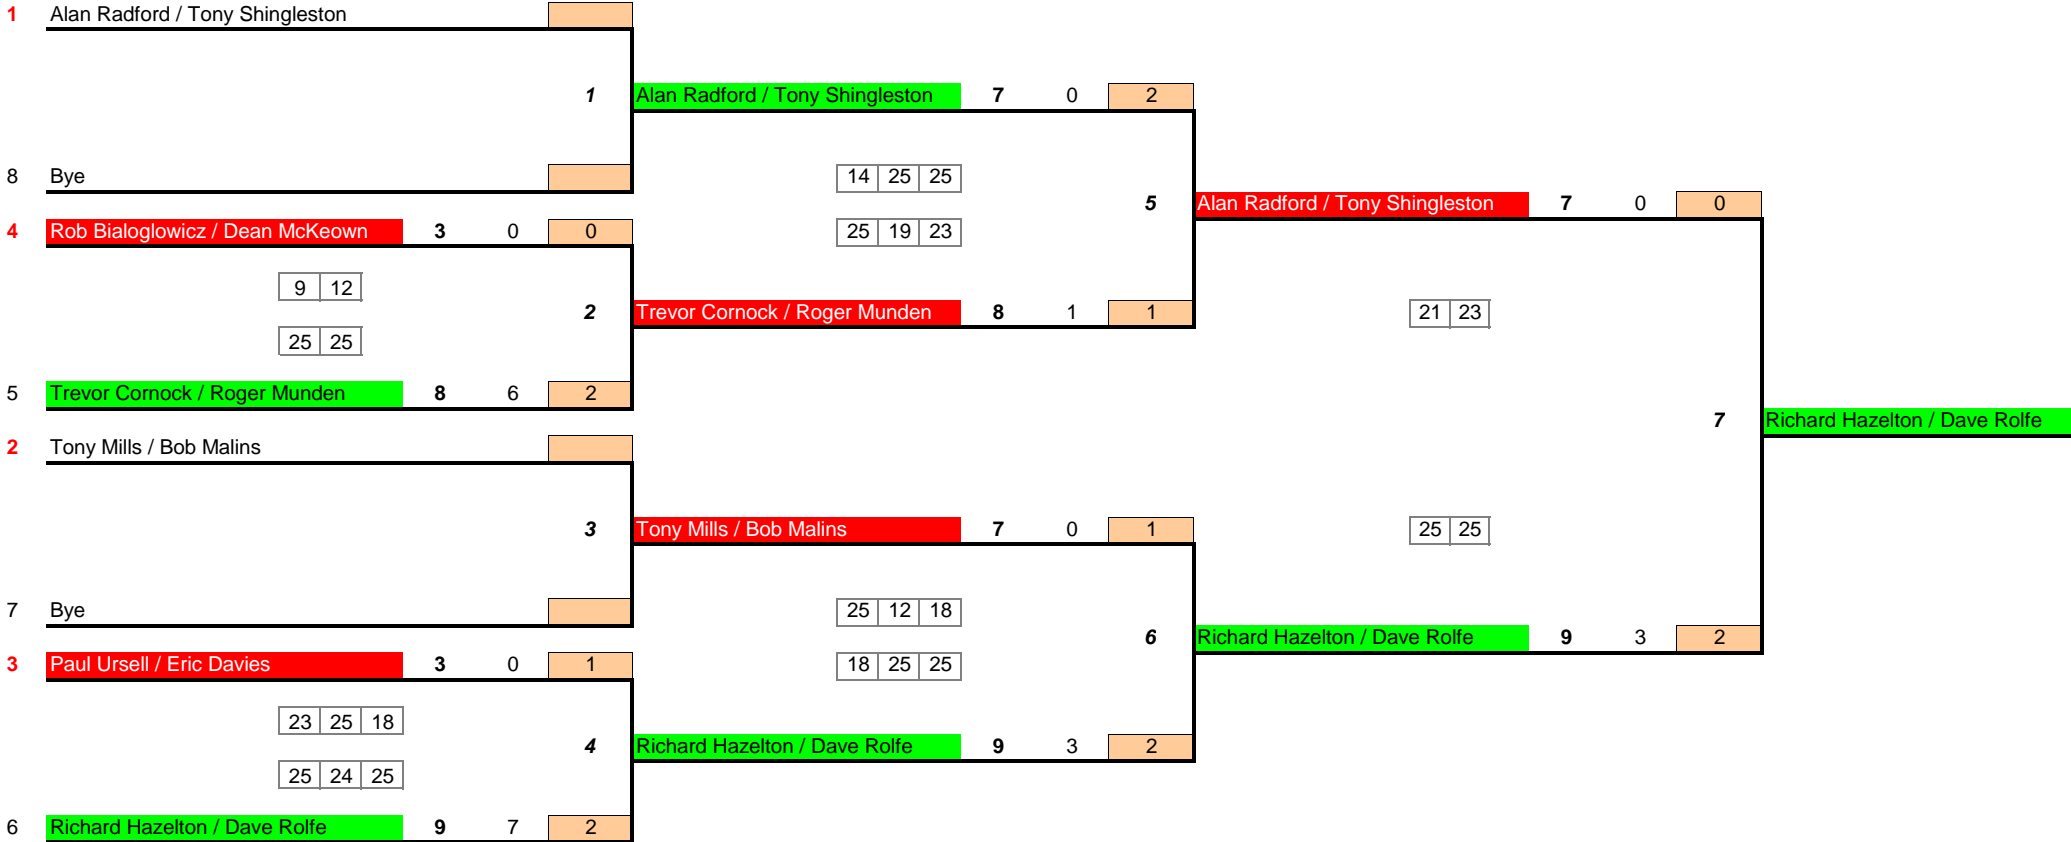 1 Alan Radford / Tony Shingleston
1 Alan Radford / Tony Shingleston 7 0 2
8 Bye 14 25 25
5 Alan Radford / Tony Shingleston 7 0 0
4 Rob Bialoglowicz / Dean McKeown 3 0 0 25 19 23
9 12
2 Trevor Cornock / Roger Munden 8 1 1 21 23
25 25
5 Trevor Cornock / Roger Munden 8 6 2
7 Richard Hazelton / Dave Rolfe
2 Tony Mills / Bob Malins
3 Tony Mills / Bob Malins 7 0 1 25 25
7 Bye 25 12 18
6 Richard Hazelton / Dave Rolfe 9 3 2
3 Paul Ursell / Eric Davies 3 0 1 18 25 25
23 25 18
4 Richard Hazelton / Dave Rolfe 9 3 2
25 24 25
6 Richard Hazelton / Dave Rolfe 9 7 2